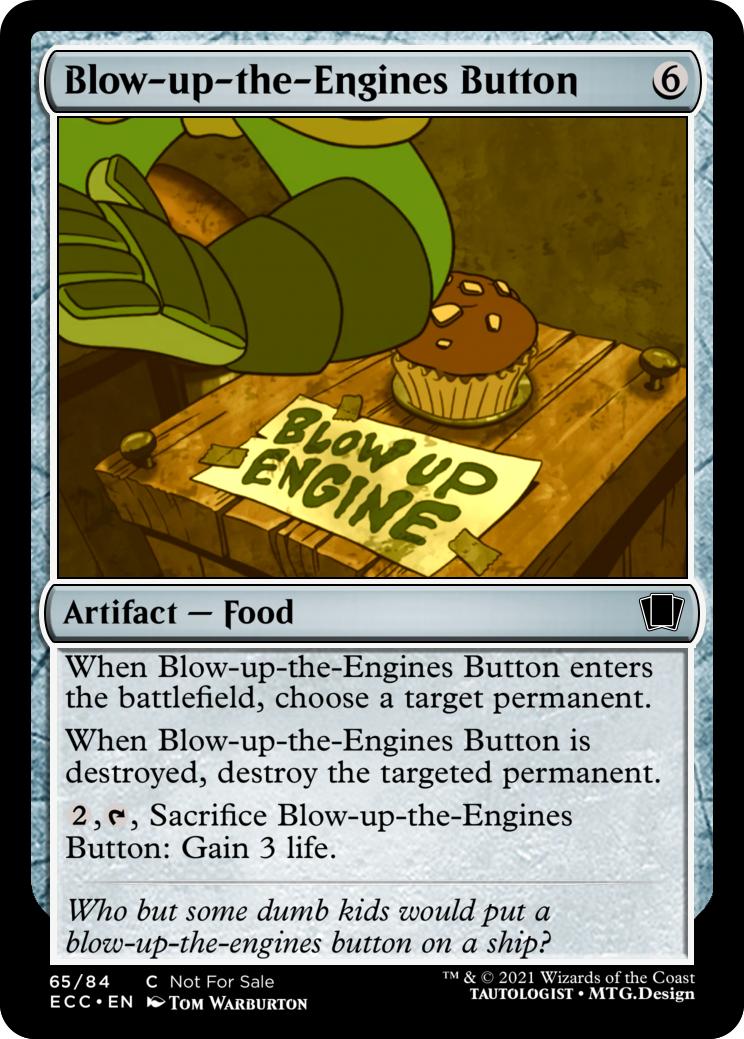 Blow-up-the-Engines Button 6
BLOW UP
ENGINE
Artifact — Food
When Blow-up-the-Engines Button enters
the battlefield, choose a target permanent.
When Blow-up-the-Engines Button is
destroyed, destroy the targeted permanent.
2, , Sacrifice Blow-up-the-Engines
Button: Gain 3 life.
Who but some dumb kids would put a
blow-up-the-engines button on a ship?
65/84 C Not For Sale
ECC • EN Tom Warburton
™ & © 2021 Wizards of the Coast
TAUTOLOGIST • MTG.Design